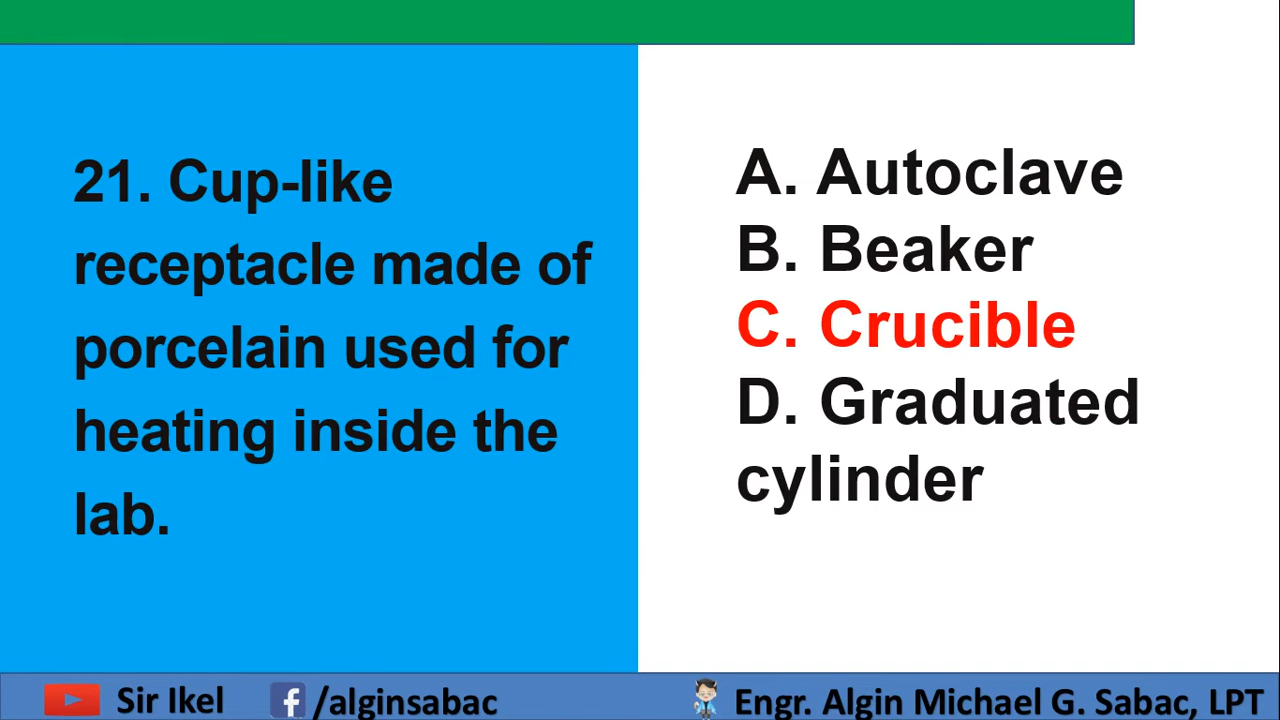 21. Cup-like
receptacle made of
porcelain used for
heating inside the
lab.
A. Autoclave
B. Beaker
C. Crucible
D. Graduated
cylinder
Sir Ikel
/alginsabac
Engr. Algin Michael G. Sabac, LPT